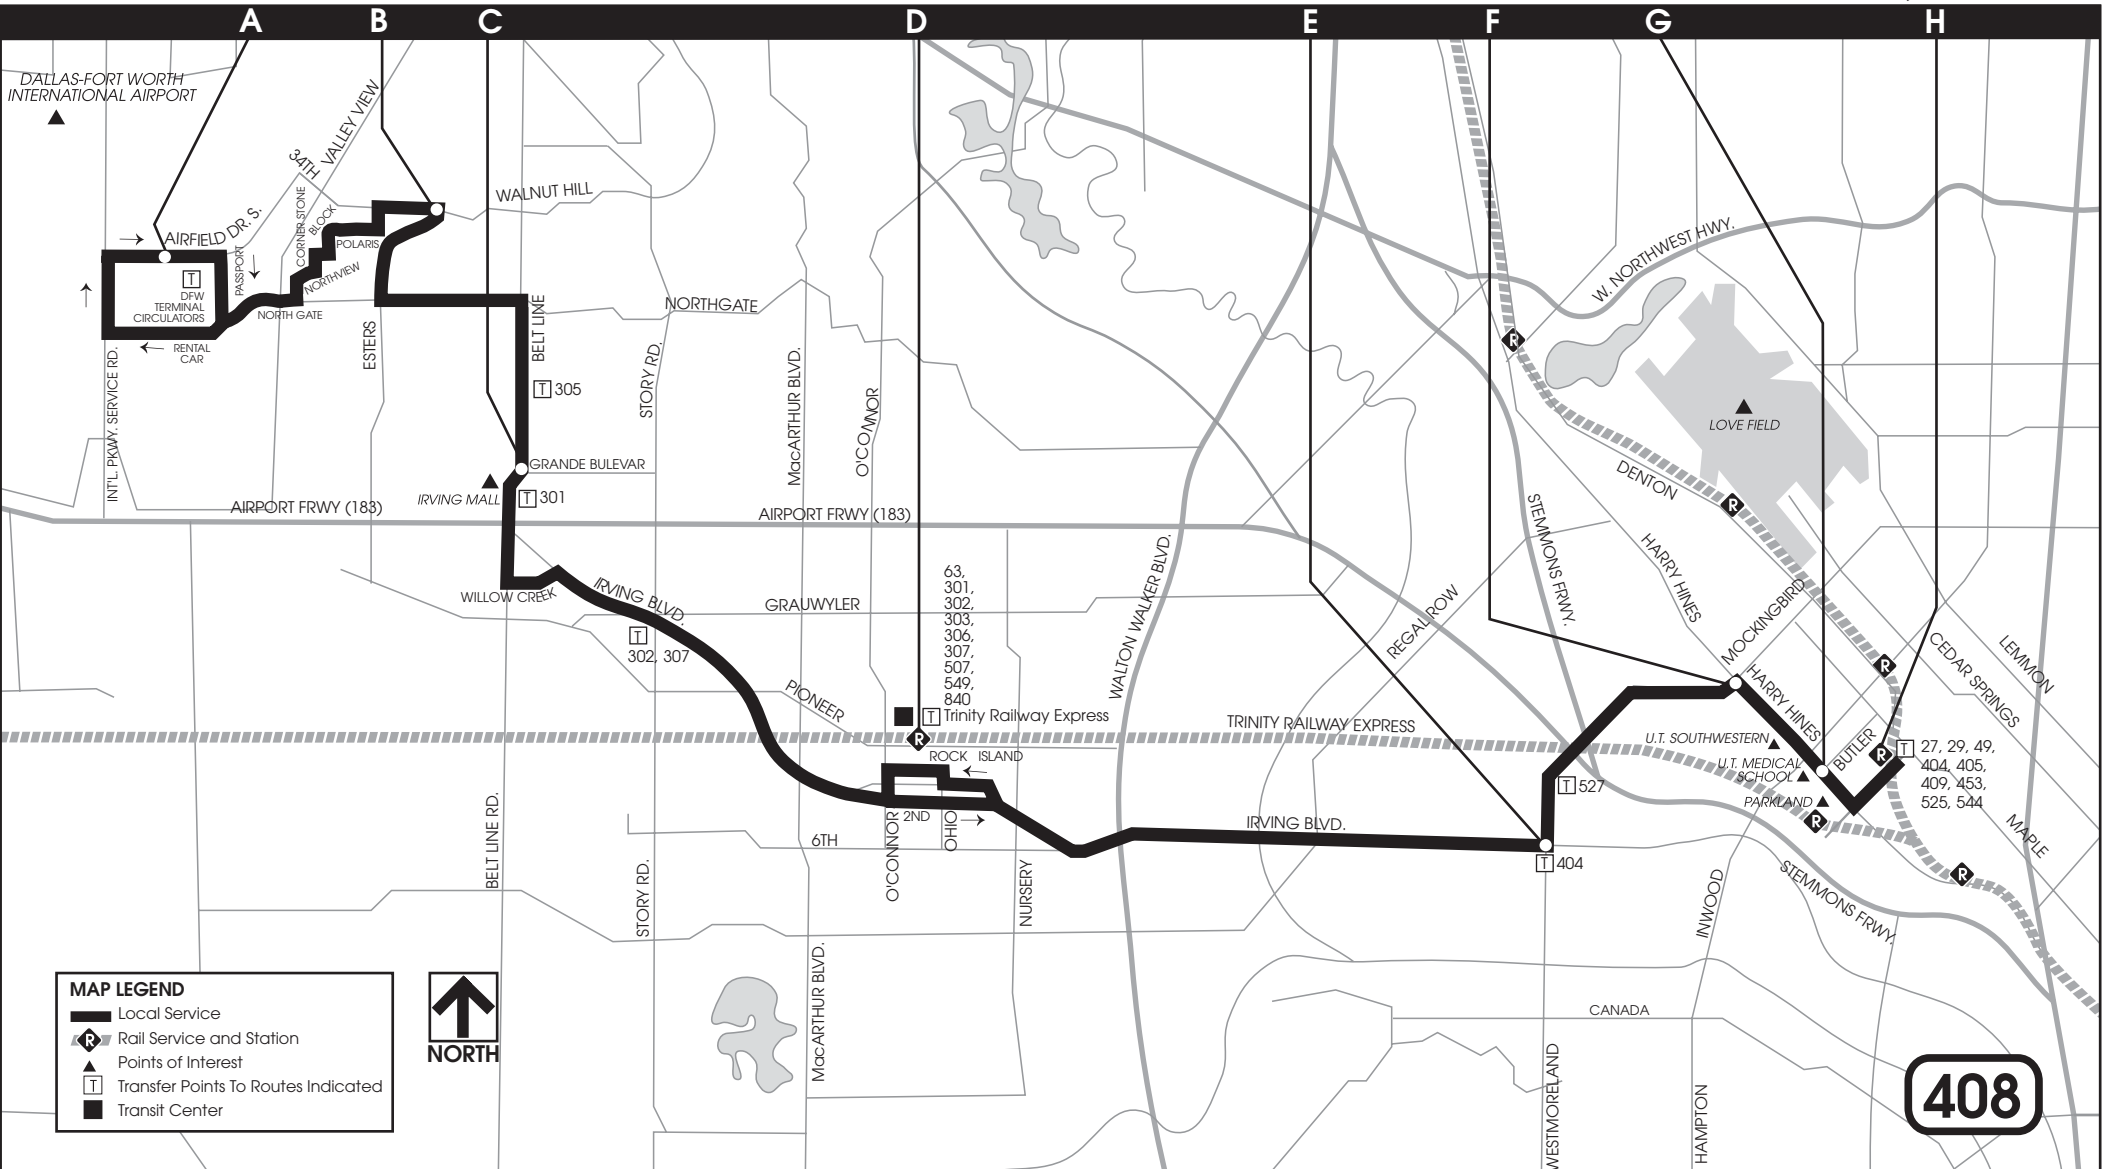 A B C D E F G H
DALLAS-FORT WORTH
INTERNATIONAL AIRPORT
VALLEY VIEW
34TH
WALNUT HILL
AIRFIELD DR. S.
CORNER STONE
BLOCK
POLARIS
PASSPORT
NORTHVIEW
T
DFW
TERMINAL
CIRCULATORS
NORTH GATE
RENTAL
CAR
INT'L. PKWY. SERVICE RD.
ESTERS
BELT LINE
NORTHGATE
T 305
STORY RD.
MacARTHUR BLVD.
O'CONNOR
GRANDE BULEVAR
IRVING MALL
T 301
AIRPORT FRWY (183)
AIRPORT FRWY (183)
W. NORTHWEST HWY.
R
LOVE FIELD
DENTON
R
STEMMONS FRWY.
HARRY HINES
MOCKINGBIRD
WILLOW CREEK
IRVING BLVD.
GRAUWYLER
T
302, 307
63,
301,
302,
303,
306,
307,
507,
549,
840
T Trinity Railway Express
R
WALTON WALKER BLVD.
REGAL ROW
PIONEER
TRINITY RAILWAY EXPRESS
ROCK ISLAND
HARRY HINES
R
CEDAR SPRINGS
LEMMON
U.T. SOUTHWESTERN
U.T. MEDICAL
SCHOOL
PARKLAND
BUTLER
R
R
T 27, 29, 49,
404, 405,
409, 453,
525, 544
T 527
MAPLE
R
2ND
O'CONNOR
OHIO
6TH
IRVING BLVD.
T 404
BELT LINE RD.
STORY RD.
NURSERY
INWOOD
STEMMONS FRWY.
MacARTHUR BLVD.
CANADA
WESTMORELAND
HAMPTON
MAP LEGEND
Local Service
R Rail Service and Station
Points of Interest
T Transfer Points To Routes Indicated
Transit Center
NORTH
408